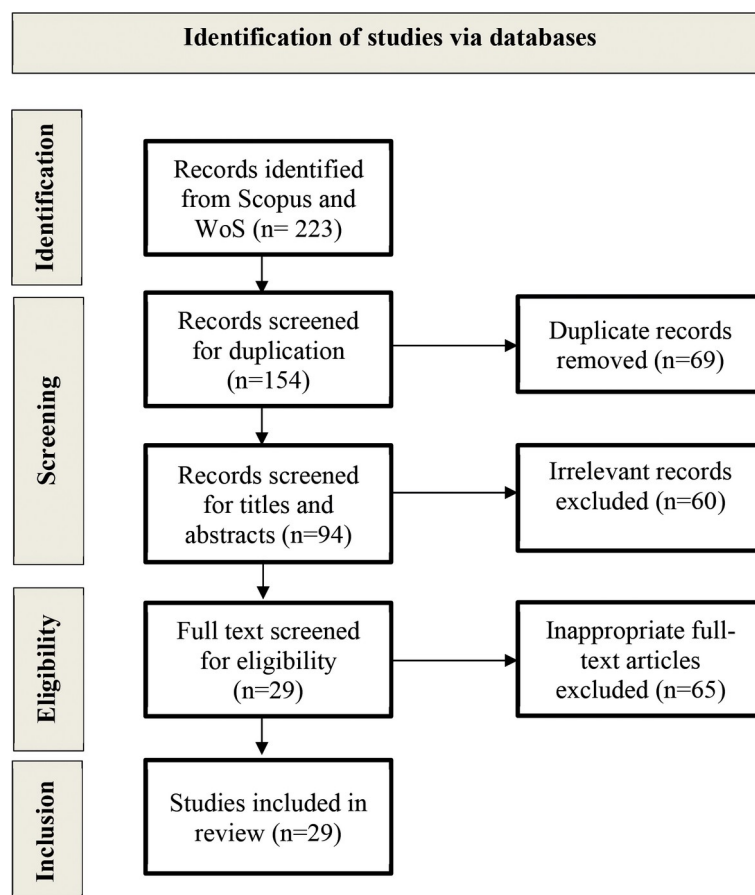 Identification of studies via databases
Identification
Records identified
from Scopus and
WoS (n= 223)
Screening
Records screened
for duplication
(n=154)
Duplicate records
removed (n=69)
Records screened
for titles and
abstracts (n=94)
Irrelevant records
excluded (n=60)
Eligibility
Full text screened
for eligibility
(n=29)
Inappropriate full-
text articles
excluded (n=65)
Inclusion
Studies included in
review (n=29)